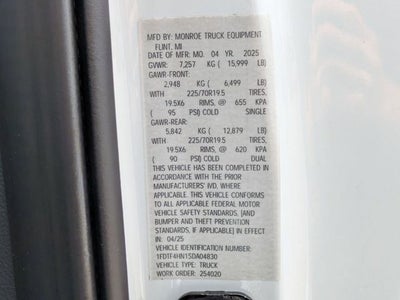 MFD BY: MONROE TRUCK EQUIPMENT
FLINT, MI
DATE OF MFR: MO. 04 YR. 2025
GVWR: 7,257 KG ( 15,999 LB)
GAWR-FRONT:
2,948 KG ( 6,499 LB)
WITH 225/70R19.5 TIRES,
19.5X6 RIMS, @ 655 KPA
( 95 PSI) COLD SINGLE
GAWR-REAR:
5,842 KG ( 12,879 LB)
WITH 225/70R19.5 TIRES,
19.5X6 RIMS, @ 620 KPA
( 90 PSI) COLD DUAL
THIS VEHICLE HAS BEEN COMPLETED
IN ACCORDANCE WITH THE PRIOR
MANUFACTURERS' IVD, WHERE
APPLICABLE. THIS VEHICLE CONFORMS
TO ALL APPLICABLE FEDERAL MOTOR
VEHICLE SAFETY STANDARDS, [AND
BUMPER AND THEFT PREVENTION
STANDARDS, IF APPLICABLE] IN EFFECT
IN: 04/25
VEHICLE IDENTIFICATION NUMBER:
1FDTF4HN1SDA04830
VEHICLE TYPE: TRUCK
WORK ORDER: 254020